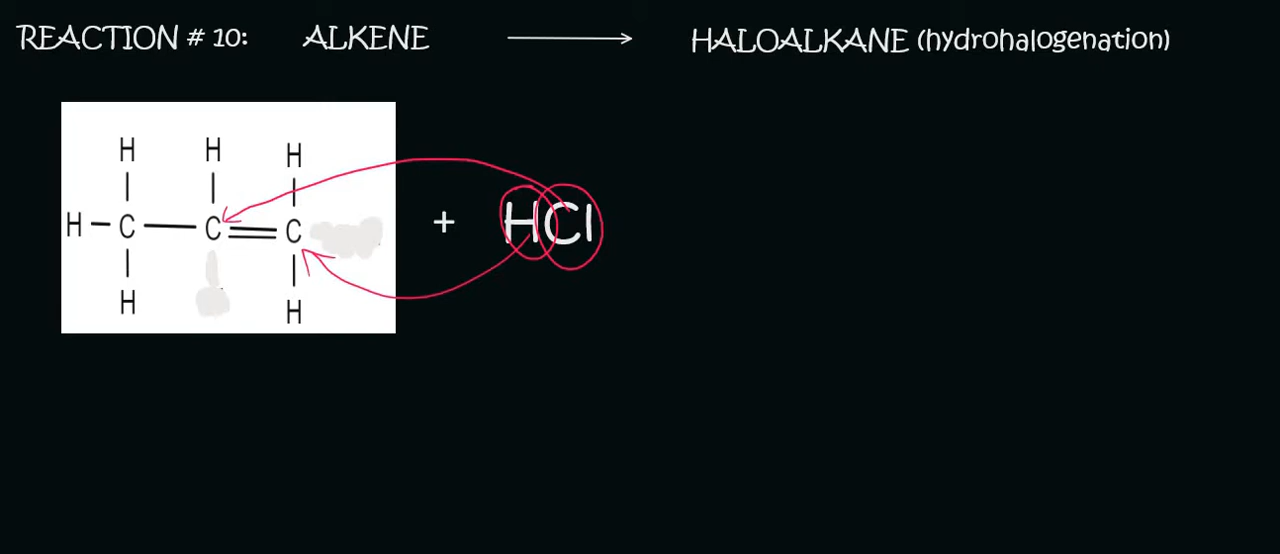 REACTION # 10: ALKENE ⟶ HALOALKANE (hydrohalogenation)
H H H
H – C — C = C + HCl
H H